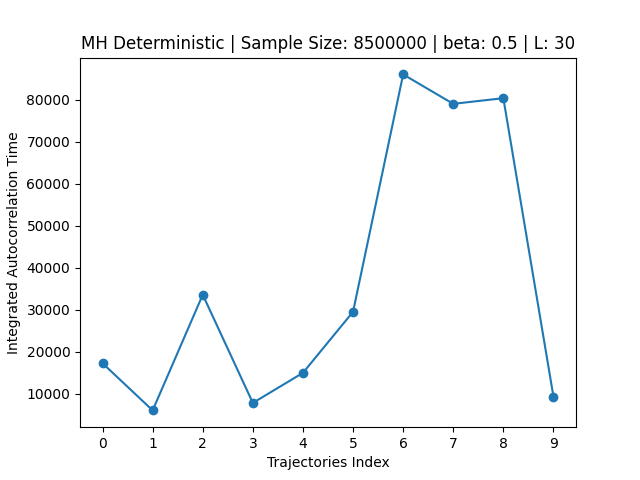 MH Deterministic | Sample Size: 8500000 | beta: 0.5 | L: 30
Integrated Autocorrelation Time
80000
70000
60000
50000
40000
30000
20000
10000
0 1 2 3 4 5 6 7 8 9
Trajectories Index